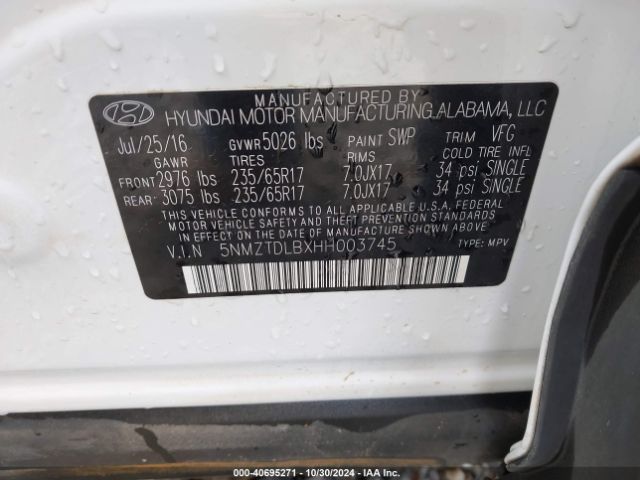 MANUFACTURED BY
HYUNDAI MOTOR MANUFACTURING ALABAMA, LLC
Jul/25/16 GVWR 5026 lbs PAINT SWP TRIM VFG
GAWR TIRES RIMS COLD TIRE INFL
FRONT 2976 lbs 235/65R17 7.0JX17 34 psi SINGLE
REAR: 3075 lbs 235/65R17 7.0JX17 34 psi SINGLE
THIS VEHICLE CONFORMS TO ALL APPLICABLE U.S.A. FEDERAL
MOTOR VEHICLE SAFETY, BUMPER, AND THEFT PREVENTION
STANDARDS IN EFFECT ON THE DATE OF MANUFACTURE SHOWN ABOVE.
V.I.N 5NMZTDLBXHH003745 TYPE: MPV
000-40695271 | 10/30/2024 | IAA Inc.